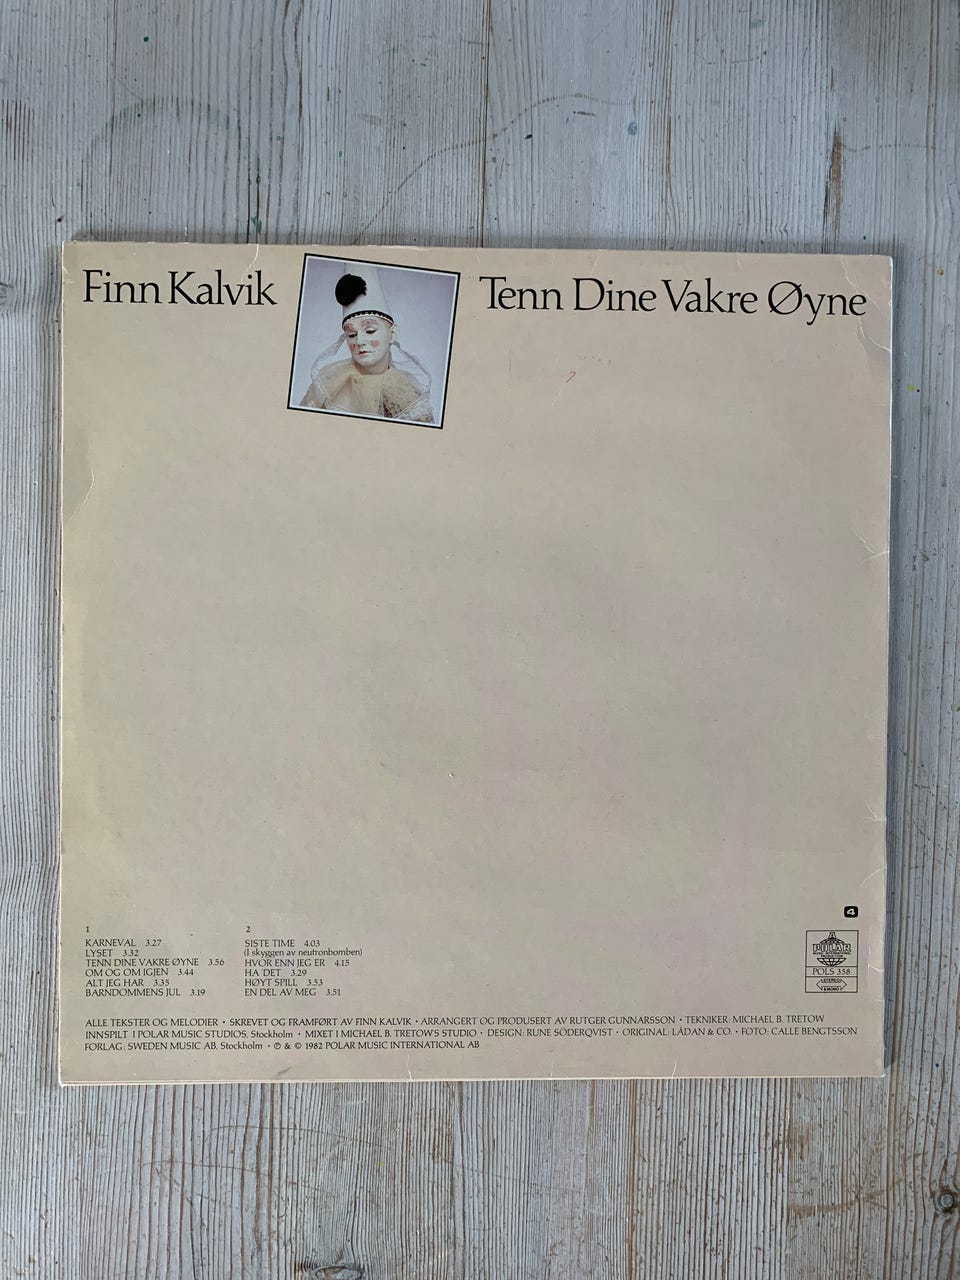 Finn Kalvik
Tenn Dine Vakre Øyne
1
KARNEVAL 3.27
LYSET 3.32
TENN DINE VAKRE ØYNE 3.56
OM OG OM IGJEN 3.44
ALT JEG HAR 3.35
BARNDOMMENS JUL 3.19
2
SISTE TIME 4.03
(I skyggen av neutronbomben)
HVOR ENN JEG ER 4.15
HA 'DET 3.29
HØYT SPILL 3.53
EN DEL AV MEG 3.51
4
POLAR
POLS 358
STEREO
& MONO
ALLE TEKSTER OG MELODIER • SKREVET OG FRAMFØRT AV FINN KALVIK • ARRANGERT OG PRODUSERT AV RUTGER GUNNARSSON • TEKNIKER: MICHAEL B. TRETOW
INNSPILT I POLAR MUSIC STUDIOS, Stockholm • MIXET I MICHAEL B. TRETOW'S STUDIO • DESIGN: RUNE SÖDERQVIST • ORIGINAL: LÅDAN & CO. • FOTO: CALLE BENGTSSON
FORLAG: SWEDEN MUSIC AB, Stockholm • ℗ & © 1982 POLAR MUSIC INTERNATIONAL AB